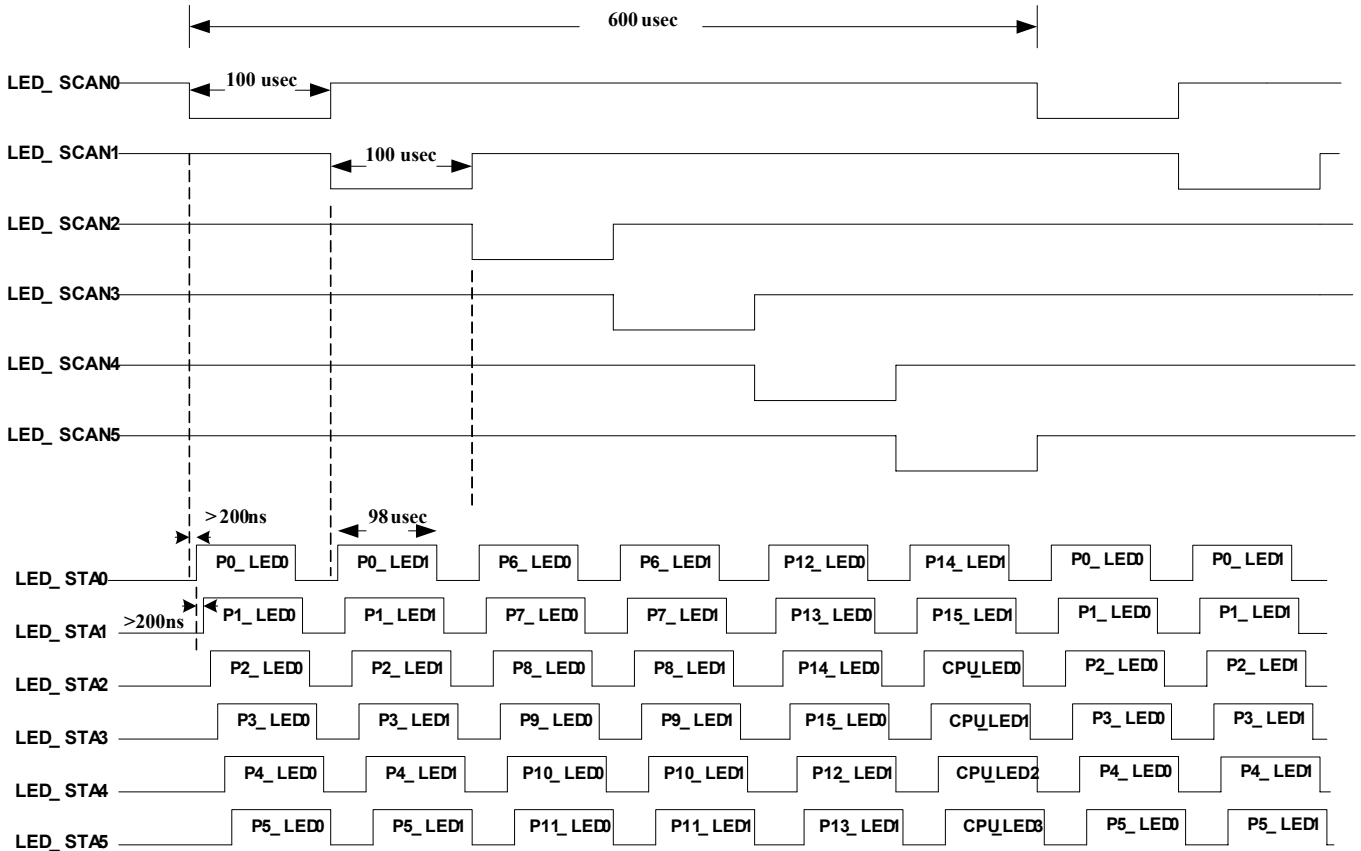 600 usec
LED_ SCAN0
100 usec
LED_ SCAN1
100 usec
LED_ SCAN2
LED_ SCAN3
LED_ SCAN4
LED_ SCAN5
>200ns
98 usec
LED_ STA0 P0_ LED0 P0_ LED1 P6_ LED0 P6_ LED1 P12_ LED0 P14_ LED1 P0_ LED0 P0_ LED1
>200ns
LED_ STA1 P1_ LED0 P1_ LED1 P7_ LED0 P7_ LED1 P13_ LED0 P15_ LED1 P1_ LED0 P1_ LED1
LED_ STA2 P2_ LED0 P2_ LED1 P8_ LED0 P8_ LED1 P14_ LED0 CPU_LED0 P2_ LED0 P2_ LED1
LED_ STA3 P3_ LED0 P3_ LED1 P9_ LED0 P9_ LED1 P15_ LED0 CPU_LED1 P3_ LED0 P3_ LED1
LED_ STA4 P4_ LED0 P4_ LED1 P10_ LED0 P10_ LED1 P12_ LED1 CPU_LED2 P4_ LED0 P4_ LED1
LED_ STA5 P5_ LED0 P5_ LED1 P11_ LED0 P11_ LED1 P13_ LED1 CPU_LED3 P5_ LED0 P5_ LED1